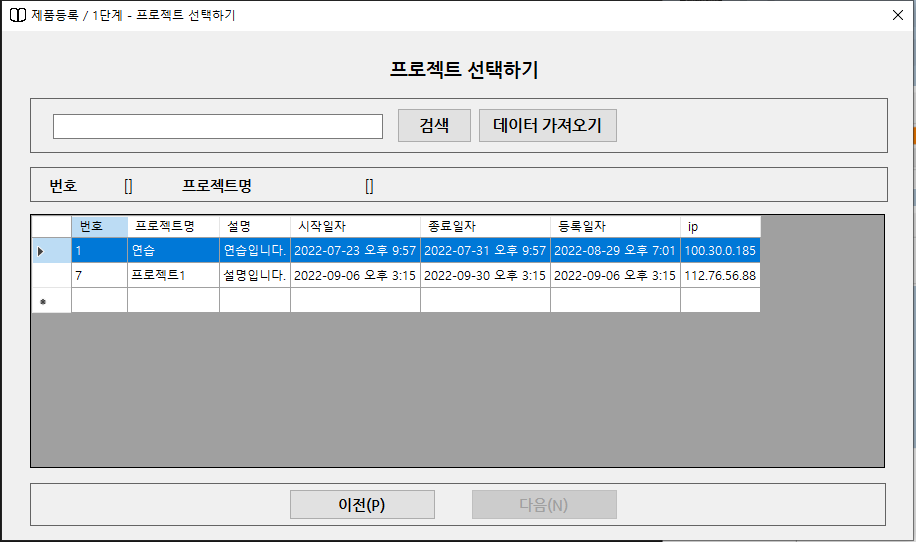 제품등록 / 1단계 - 프로젝트 선택하기
프로젝트 선택하기
검색 데이터 가져오기
번호 [] 프로젝트명 []
번호 프로젝트명 설명 시작일자 종료일자 등록일자 ip
1 연습 연습입니다. 2022-07-23 오후 9:57 2022-07-31 오후 9:57 2022-08-29 오후 7:01 100.30.0.185
7 프로젝트1 설명입니다. 2022-09-06 오후 3:15 2022-09-30 오후 3:15 2022-09-06 오후 3:15 112.76.56.88
이전(P) 다음(N)